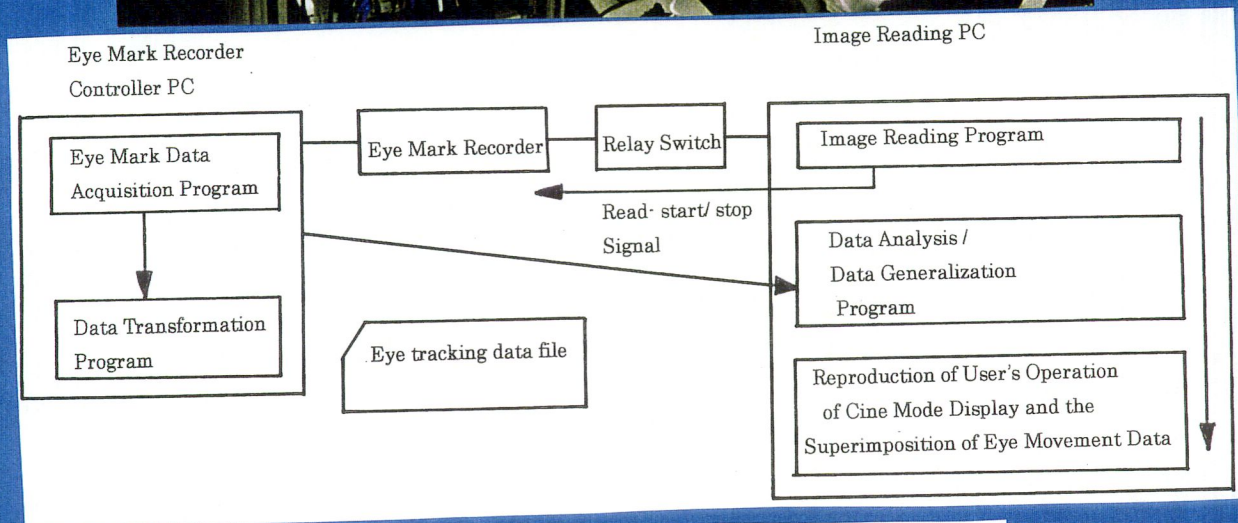 Eye Mark Recorder
Controller PC
Image Reading PC
Eye Mark Data
Acquisition Program
Data Transformation
Program
Eye Mark Recorder
Relay Switch
Read- start/ stop
Signal
Eye tracking data file
Image Reading Program
Data Analysis /
Data Generalization
Program
Reproduction of User's Operation
of Cine Mode Display and the
Superimposition of Eye Movement Data